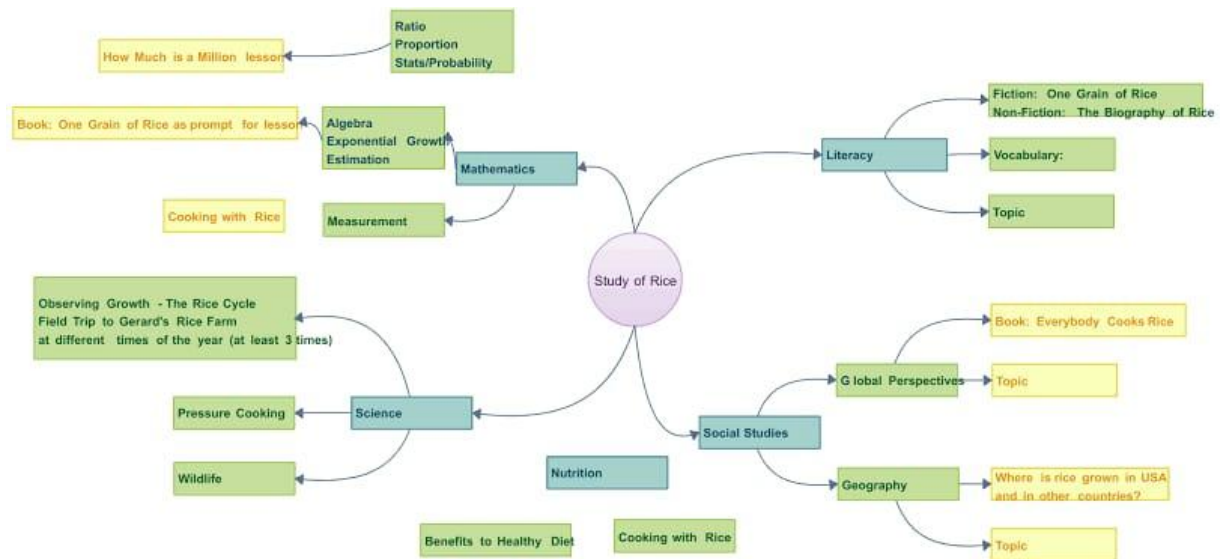 Ratio
Proportion
Stats/Probability
How Much is a Million lesson
Book: One Grain of Rice as prompt for lesson
Algebra
Exponential Growth
Estimation
Mathematics
Cooking with Rice
Measurement
Fiction: One Grain of Rice
Non-Fiction: The Biography of Rice
Literacy
Vocabulary:
Topic
Study of Rice
Observing Growth - The Rice Cycle
Field Trip to Gerard's Rice Farm
at different times of the year (at least 3 times)
Pressure Cooking
Science
Wildlife
Book: Everybody Cooks Rice
Global Perspectives
Topic
Social Studies
Nutrition
Geography
Where is rice grown in USA
and in other countries?
Topic
Benefits to Healthy Diet
Cooking with Rice